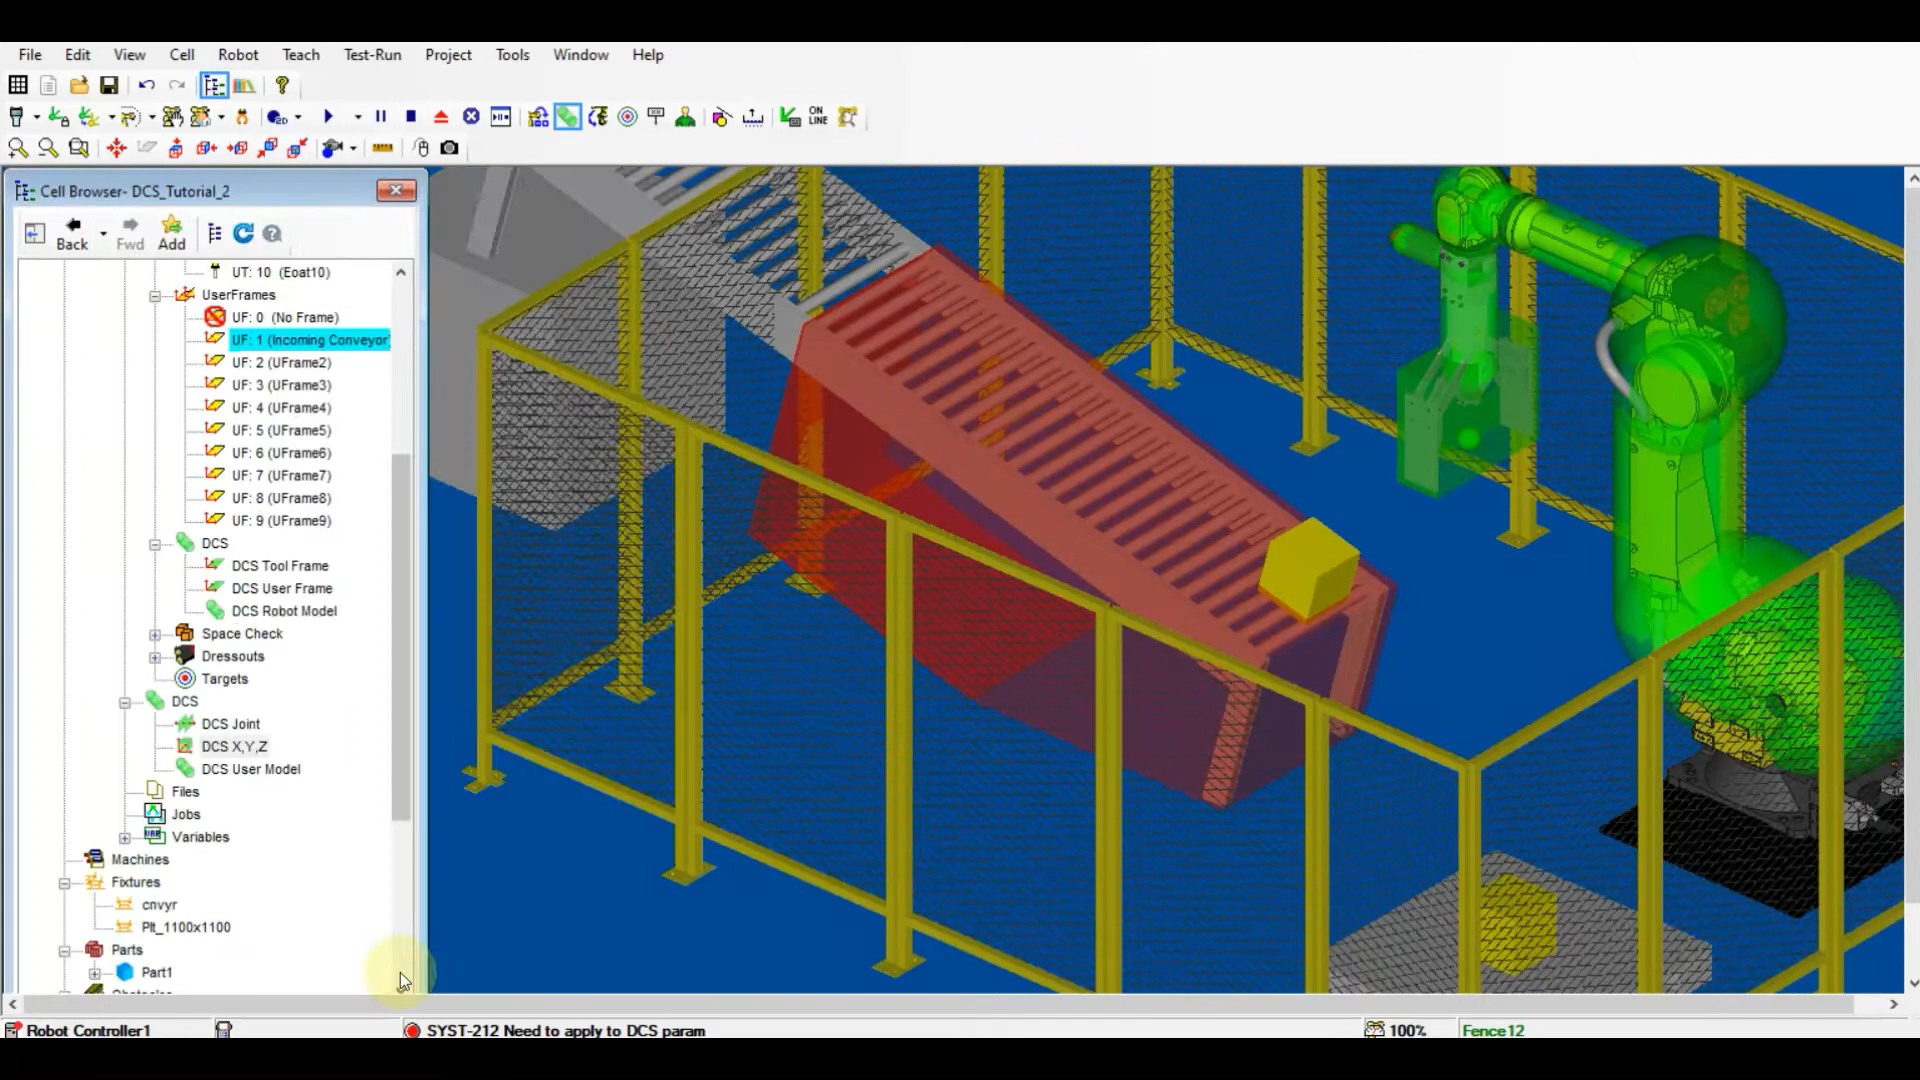 File Edit View Cell Robot Teach Test-Run Project Tools Window Help
ON LINE
Cell Browser- DCS_Tutorial_2
Back Fwd Add
UT: 10 (Eoat10)
UserFrames
UF: 0 (No Frame)
UF: 1 (Incoming Conveyor
UF: 2 (UFrame2)
UF: 3 (UFrame3)
UF: 4 (UFrame4)
UF: 5 (UFrame5)
UF: 6 (UFrame6)
UF: 7 (UFrame7)
UF: 8 (UFrame8)
UF: 9 (UFrame9)
DCS
DCS Tool Frame
DCS User Frame
DCS Robot Model
Space Check
Dressouts
Targets
DCS
DCS Joint
DCS X,Y,Z
DCS User Model
Files
Jobs
Variables
Machines
Fixtures
cnvyr
Plt_1100x1100
Parts
Part1
Robot Controller1 SYST-212 Need to apply to DCS param 100% Fence12